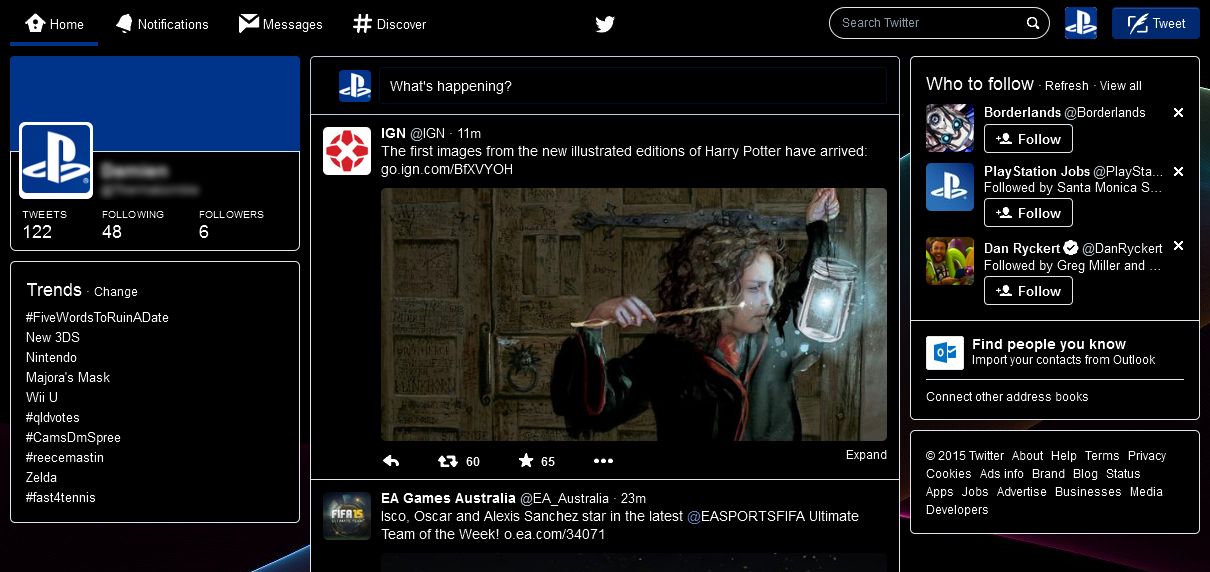 Home
Notifications
Messages
Discover
Search Twitter
Tweet
TWEETS FOLLOWING FOLLOWERS
122 48 6
Trends · Change
#FiveWordsToRuinADate
New 3DS
Nintendo
Majora's Mask
Wii U
#qldvotes
#CamsDmSpree
#reecemastin
Zelda
#fast4tennis
What's happening?
IGN @IGN · 11m
The first images from the new illustrated editions of Harry Potter have arrived:
go.ign.com/BfXVYOH
60 65
Expand
EA Games Australia @EA_Australia · 23m
Isco, Oscar and Alexis Sanchez star in the latest @EASPORTSFIFA Ultimate
Team of the Week! o.ea.com/34071
FIFA 15
ULTIMATE TEAM
Who to follow · Refresh · View all
Borderlands @Borderlands
Follow
PlayStation Jobs @PlaySta...
Followed by Santa Monica S...
Follow
Dan Ryckert @DanRyckert
Followed by Greg Miller and ...
Follow
Find people you know
Import your contacts from Outlook
Connect other address books
© 2015 Twitter About Help Terms Privacy
Cookies Ads info Brand Blog Status
Apps Jobs Advertise Businesses Media
Developers